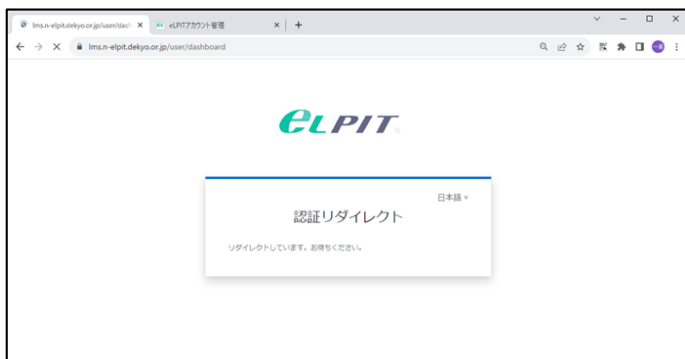 lms.n-elpit.dekyo.or.jp/user/dasl
eLPITアカウント管理
lms.n-elpit.dekyo.or.jp/user/dashboard
eLPIT
日本語
認証リダイレクト
リダイレクトしています。お待ちください。